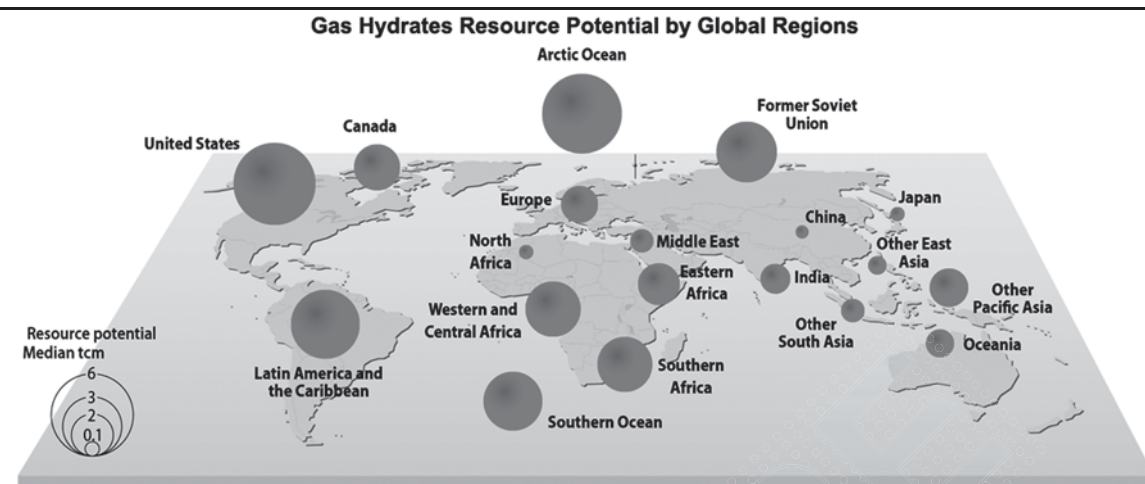 Gas Hydrates Resource Potential by Global Regions
Arctic Ocean
Former Soviet
Union
Canada
United States
Europe
Japan
China
North
Africa
Middle East
Other East
Asia
Eastern
Africa
India
Other
Pacific Asia
Western and
Central Africa
Other
South Asia
Oceania
Resource potential
Median tcm
6
3
2
0.1
Latin America and
the Caribbean
Southern
Africa
Southern Ocean